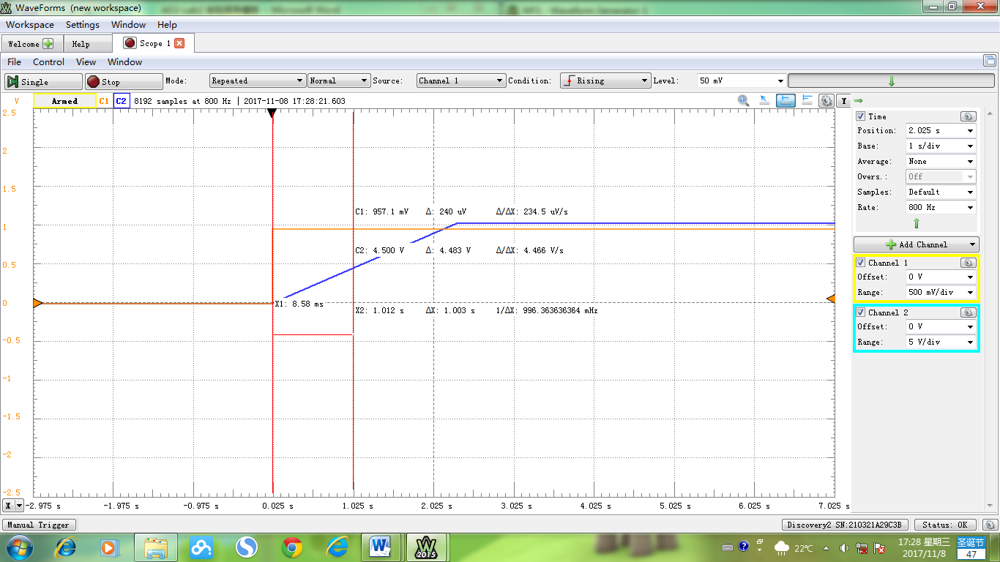 WaveForms (new workspace)
Workspace Settings Window Help
Welcome Help Scope 1
File Control View Window
Single Stop Mode: Repeated Normal Source: Channel 1 Condition: Rising Level: 50 mV
V Armed C1 C2 8192 samples at 800 Hz | 2017-11-08 17:28:21.603 Y
2.5
2
1.5
1
0.5
0
-0.5
-1
-1.5
-2
-2.5
C1: 957.1 mV Δ: 240 uV Δ/ΔX: 234.5 uV/s
C2: 4.500 V Δ: 4.483 V Δ/ΔX: 4.466 V/s
X1: 8.58 ms
X2: 1.012 s ΔX: 1.003 s 1/ΔX: 996.363636364 mHz
X -2.975 s -1.975 s -0.975 s 0.025 s 1.025 s 2.025 s 3.025 s 4.025 s 5.025 s 6.025 s 7.025 s
Time
Position: 2.025 s
Base: 1 s/div
Average: None
Overs.: Off
Samples: Default
Rate: 800 Hz
Add Channel
Channel 1
Offset: 0 V
Range: 500 mV/div
Channel 2
Offset: 0 V
Range: 5 V/div
Manual Trigger Discovery2 SN:210321A29C3B Status: OK
2015
22℃
17:28 星期三
2017/11/8
圣诞节
47